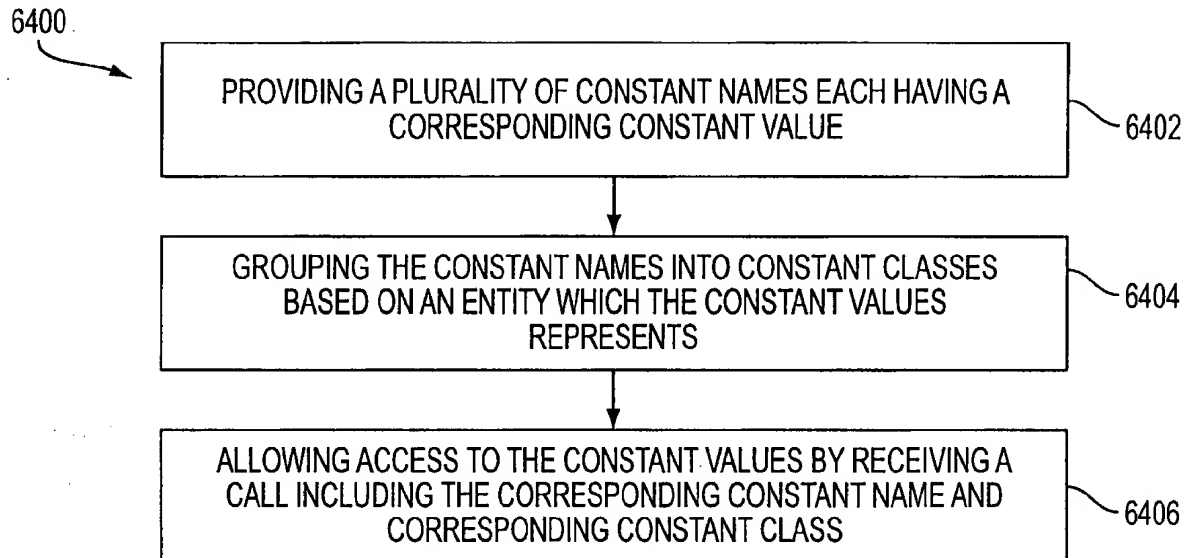 6400
PROVIDING A PLURALITY OF CONSTANT NAMES EACH HAVING A
CORRESPONDING CONSTANT VALUE
6402
GROUPING THE CONSTANT NAMES INTO CONSTANT CLASSES
BASED ON AN ENTITY WHICH THE CONSTANT VALUES
REPRESENTS
6404
ALLOWING ACCESS TO THE CONSTANT VALUES BY RECEIVING A
CALL INCLUDING THE CORRESPONDING CONSTANT NAME AND
CORRESPONDING CONSTANT CLASS
6406